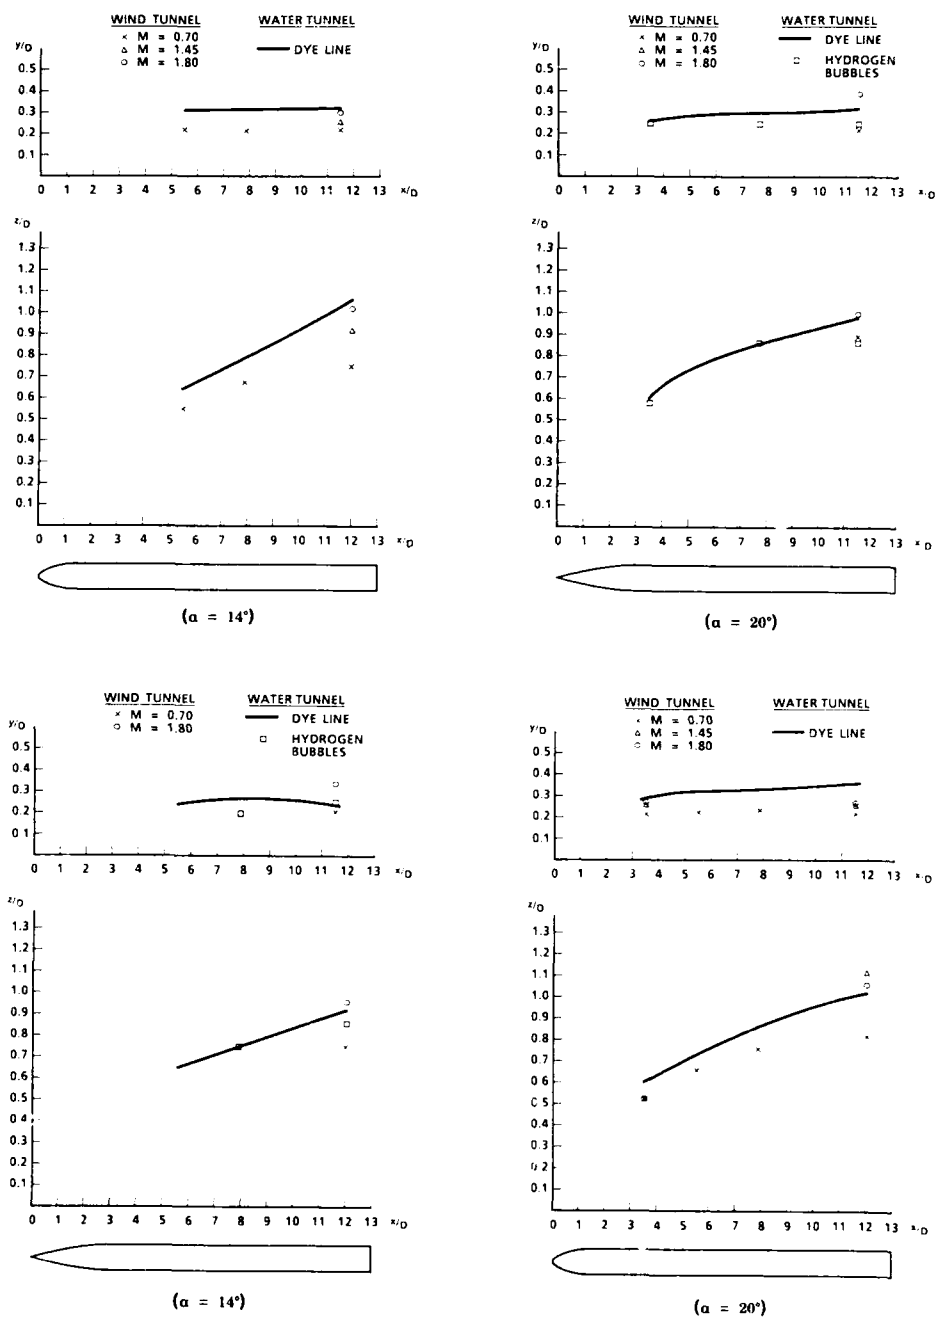 WIND TUNNEL WATER TUNNEL
× M = 0.70 DYE LINE
△ M = 1.45
○ M = 1.80
y/D
0.5
0.4
0.3
0.2
0.1
0 1 2 3 4 5 6 7 8 9 10 11 12 13 x/D
z/D
1.3
1.2
1.1
1.0
0.9
0.8
0.7
0.6
0.5
0.4
0.3
0.2
0.1
0 1 2 3 4 5 6 7 8 9 10 11 12 13 x/D
(α = 14°)
WIND TUNNEL WATER TUNNEL
× M = 0.70 DYE LINE
△ M = 1.45 □ HYDROGEN
○ M = 1.80 BUBBLES
y/D
0.5
0.4
0.3
0.2
0.1
0 1 2 3 4 5 6 7 8 9 10 11 12 13 x/D
z/D
1.3
1.2
1.1
1.0
0.9
0.8
0.7
0.6
0.5
0.4
0.3
0.2
0.1
0 1 2 3 4 5 6 7 8 9 10 11 12 13 x/D
(α = 20°)
WIND TUNNEL WATER TUNNEL
× M = 0.70 DYE LINE
○ M = 1.80 □ HYDROGEN
BUBBLES
y/D
0.5
0.4
0.3
0.2
0.1
0 1 2 3 4 5 6 7 8 9 10 11 12 13 x/D
z/D
1.3
1.2
1.1
1.0
0.9
0.8
0.7
0.6
0.5
0.4
0.3
0.2
0.1
0 1 2 3 4 5 6 7 8 9 10 11 12 13 x/D
(α = 14°)
WIND TUNNEL WATER TUNNEL
× M = 0.70 DYE LINE
△ M = 1.45
○ M = 1.80
y/D
0.5
0.4
0.3
0.2
0.1
0 1 2 3 4 5 6 7 8 9 10 11 12 13 x/D
z/D
1.3
1.2
1.1
1.0
0.9
0.8
0.7
0.6
0.5
0.4
0.3
0.2
0.1
0 1 2 3 4 5 6 7 8 9 10 11 12 13 x/D
(α = 20°)